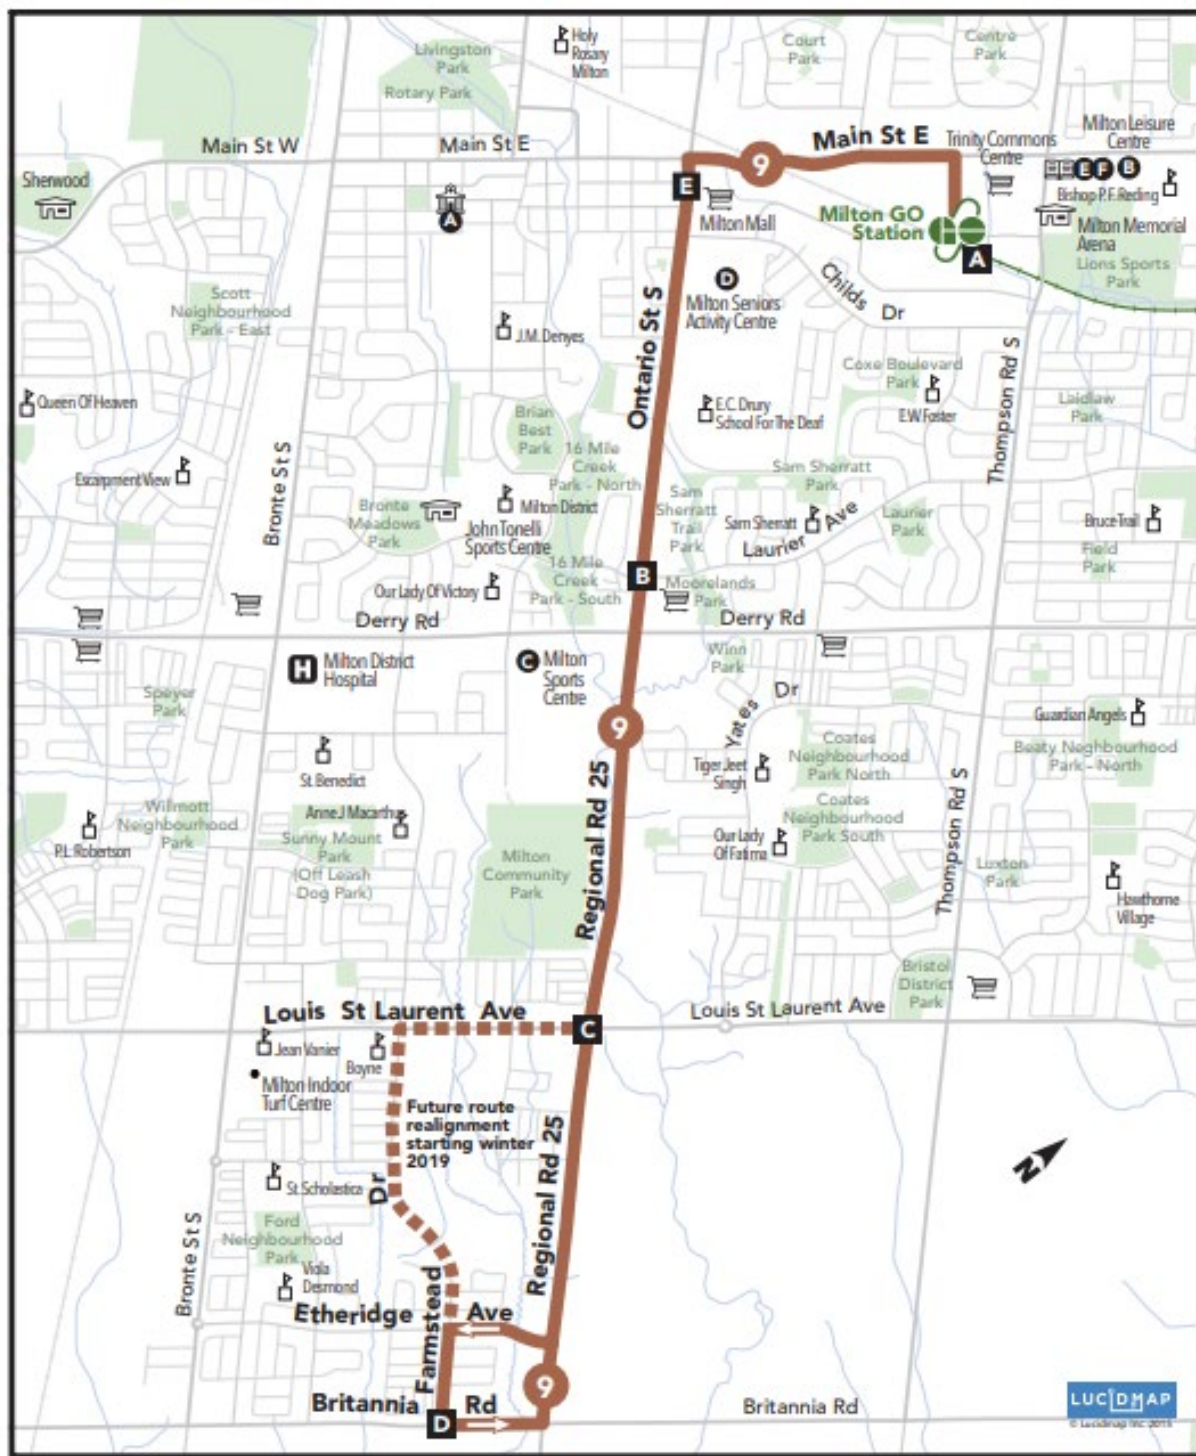 Holy
Rosary
Milton
Livingston
Park
Rotary Park
Court
Park
Centre
Park
Main St W
Main St E
9
Main St E
Trinity Commons
Centre
Milton Leisure
Centre
E F B
Bishop P.F. Reding
Sherwood
A
E
Milton Mall
Milton GO
Station
A
Milton Memorial
Arena
Lions Sports
Park
Scott
Neighbourhood
Park - East
J.M. Denyes
Ontario St S
D
Milton Seniors
Activity Centre
Childs Dr
Coxe Boulevard
Park
E.W. Foster
Thompson Rd S
Laidlaw
Park
Queen Of Heaven
Brian
Best
Park
E.C. Drury
School For The Deaf
16 Mile
Creek
Park - North
Escarpment View
Bronte St S
Bronte
Meadows
Park
Milton District
John Tonelli
Sports Centre
Sam
Sherratt
Trail
Park
Sam Sherratt
Park
Sam Sherratt
Laurier Ave
Laurier
Park
Bruce Trail
Field
Park
Our Lady Of Victory
16 Mile
Creek
Park - South
B
Moorelands
Park
Derry Rd
Derry Rd
H
Milton District
Hospital
C
Milton
Sports
Centre
Winn
Park
Speyer
Park
Yates Dr
9
Guardian Angels
Beaty Neghbourhood
Park - North
St. Benedict
Tiger Jeet
Singh
Coates
Neighbourhood
Park North
Willmott
Neighbourhood
Park
P.L. Robertson
Anne J Macarthur
Sunny Mount
Park
(Off Leash
Dog Park)
Milton
Community
Park
Regional Rd 25
Our Lady
Of Fatima
Coates
Neighbourhood
Park South
Thompson Rd S
Luxton
Park
Hawthorne
Village
Bristol
District
Park
Louis St Laurent Ave
C
Louis St Laurent Ave
Jean Vanier
Boyne
Milton Indoor
Turf Centre
Future route
realignment
starting winter
2019
Regional Rd 25
N
St. Scholastica
Dr
Bronte St S
Ford
Neighbourhood
Park
Viola
Desmond
Etheridge Ave
Farmstead
9
Britannia Rd
D
Britannia Rd
LUCIDMAP
© Lucidmap Inc 2015